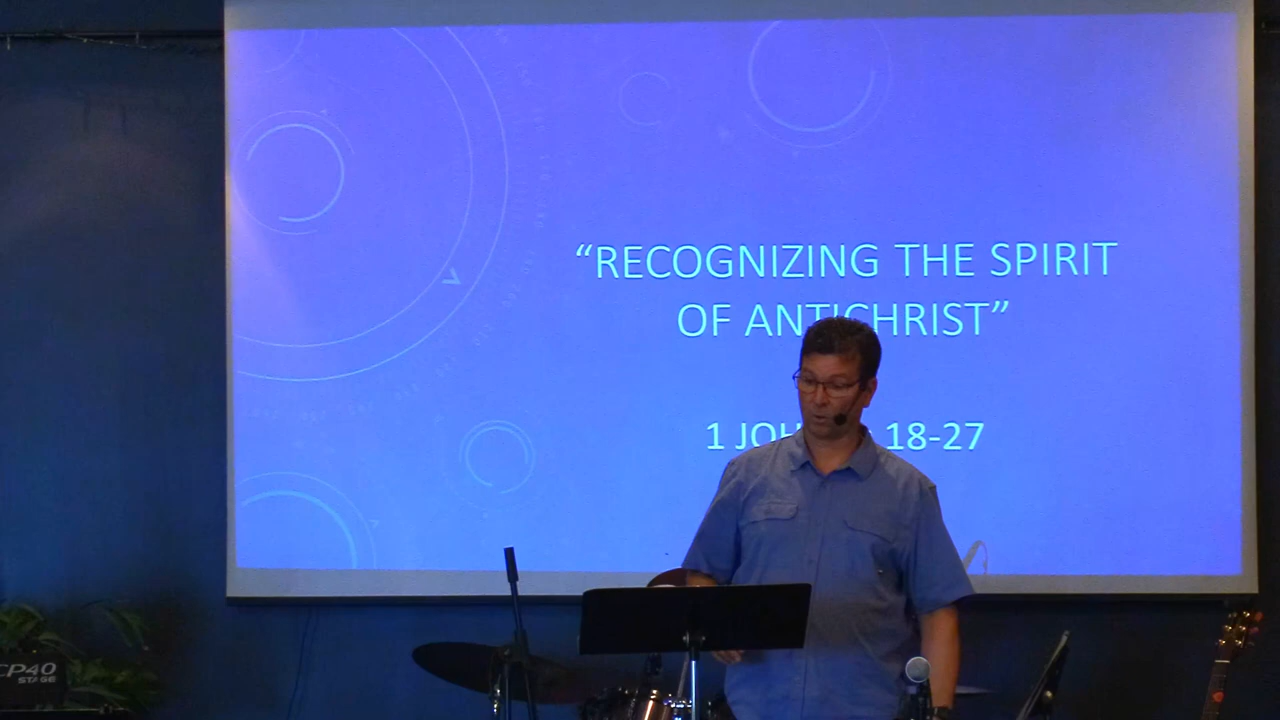 “RECOGNIZING THE SPIRIT
OF ANTICHRIST”
1 JOH 18-27
CP40
STAGE